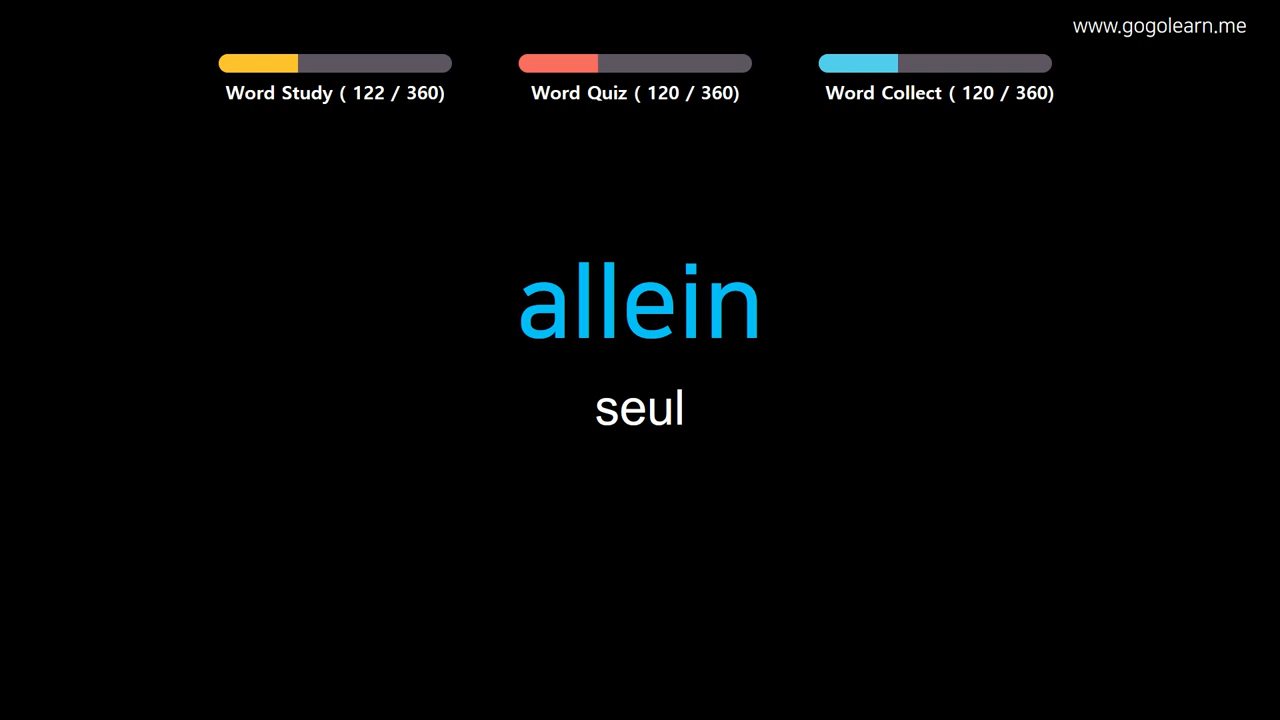 www.gogolearn.me
Word Study ( 122 / 360)
Word Quiz ( 120 / 360)
Word Collect ( 120 / 360)
allein
seul